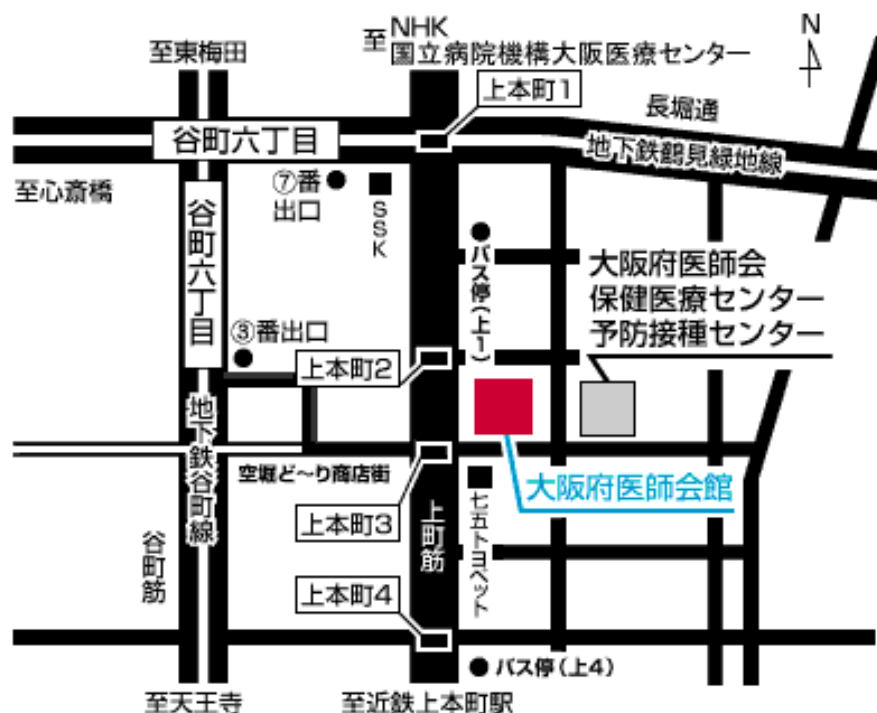 NHK
至
国立病院機構大阪医療センター
N
至東梅田
上本町1
長堀通
谷町六丁目
地下鉄鶴見緑地線
至心斎橋
⑦番
出口
SSK
谷町六丁目
バス停(上1)
大阪府医師会
保健医療センター
予防接種センター
③番出口
上本町2
地下鉄谷町線
空堀ど~り商店街
大阪府医師会館
上本町3
上町筋
七五トヨペット
谷町筋
上本町4
バス停(上4)
至天王寺
至近鉄上本町駅